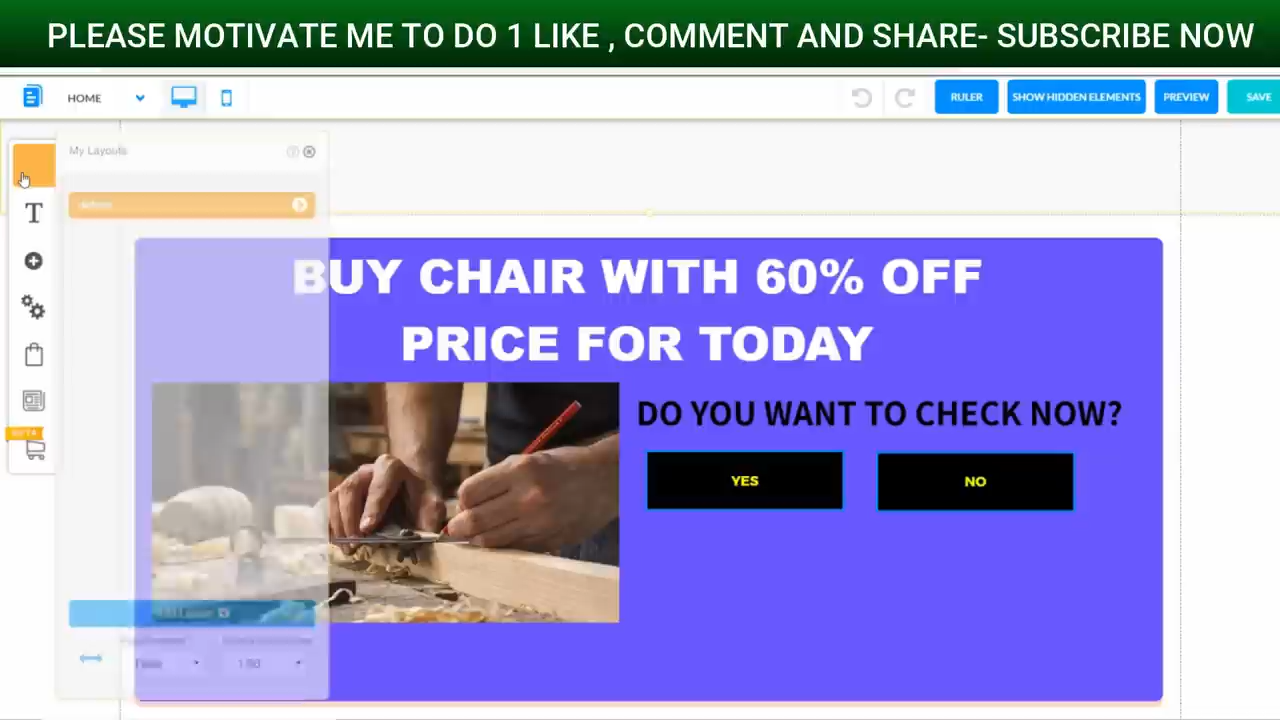 PLEASE MOTIVATE ME TO DO 1 LIKE , COMMENT AND SHARE- SUBSCRIBE NOW
HOME
RULER
SHOW HIDDEN ELEMENTS
PREVIEW
SAVE
My Layouts
T
BUY CHAIR WITH 60% OFF
PRICE FOR TODAY
DO YOU WANT TO CHECK NOW?
YES
NO